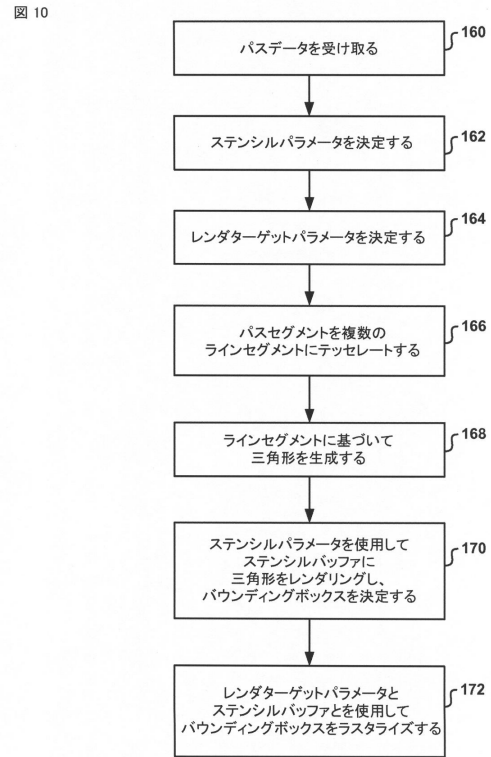 図 10
パスデータを受け取る
160
ステンシルパラメータを決定する
162
レンダターゲットパラメータを決定する
164
パスセグメントを複数の
ラインセグメントにテッセレートする
166
ラインセグメントに基づいて
三角形を生成する
168
ステンシルパラメータを使用して
ステンシルバッファに
三角形をレンダリングし、
バウンディングボックスを決定する
170
レンダターゲットパラメータと
ステンシルバッファとを使用して
バウンディングボックスをラスタライズする
172